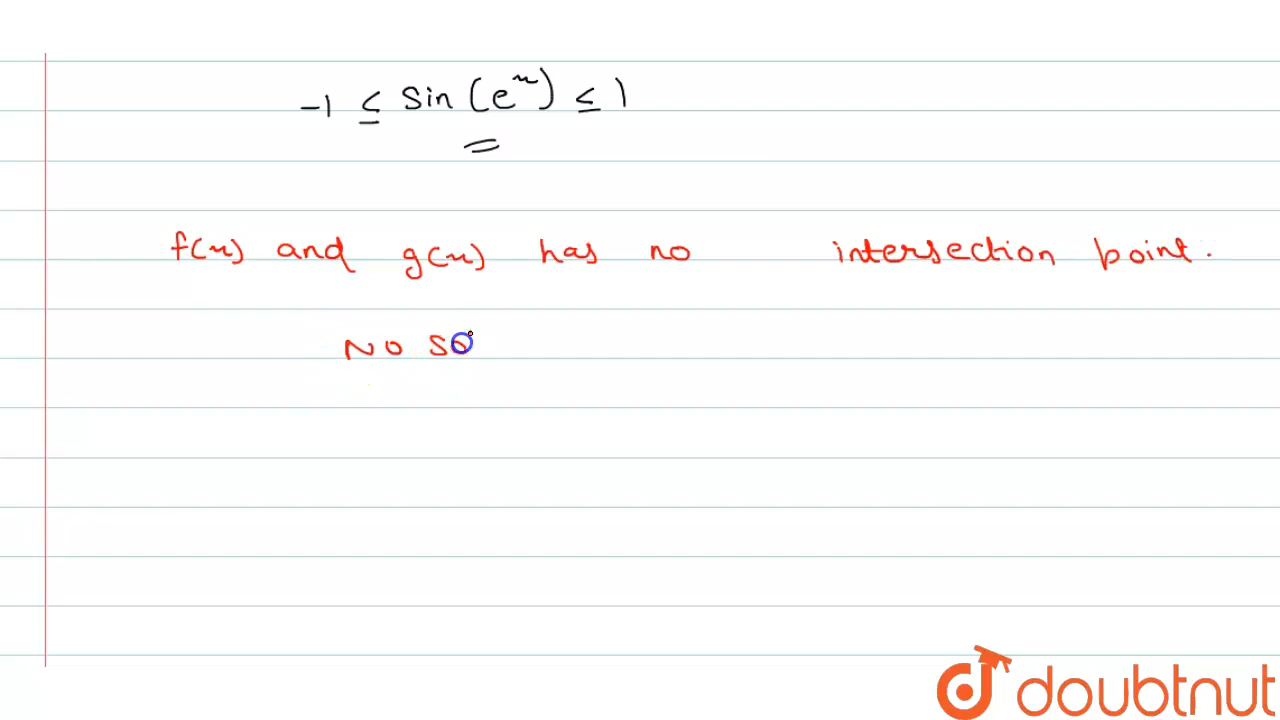 -1 ≤ Sin (e^x) ≤ 1
f(x) and g(x) has no intersection point.
NO SO
doubtnut